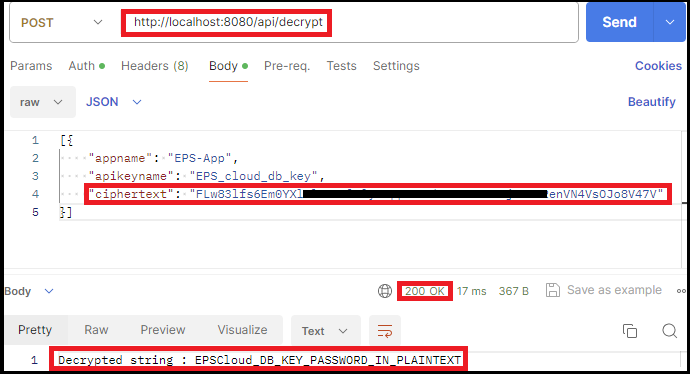 POST
http://localhost:8080/api/decrypt
Send
Params Auth Headers (8) Body Pre-req. Tests Settings Cookies
raw JSON Beautify
1 [{
2 "appname": "EPS-App",
3 "apikeyname": "EPS_cloud_db_key",
4 "ciphertext": "FLw83lfs6Em0YXl enVN4VsOJo8V47V"
5 }]
Body 200 OK 17 ms 367 B Save as example
Pretty Raw Preview Visualize Text
1 Decrypted string : EPSCloud_DB_KEY_PASSWORD_IN_PLAINTEXT